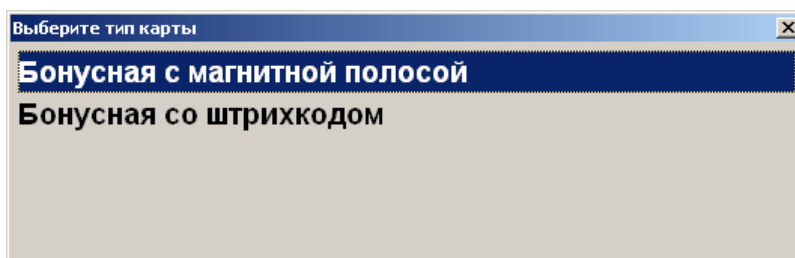 Выберите тип карты
Бонусная с магнитной полосой
Бонусная со штрихкодом